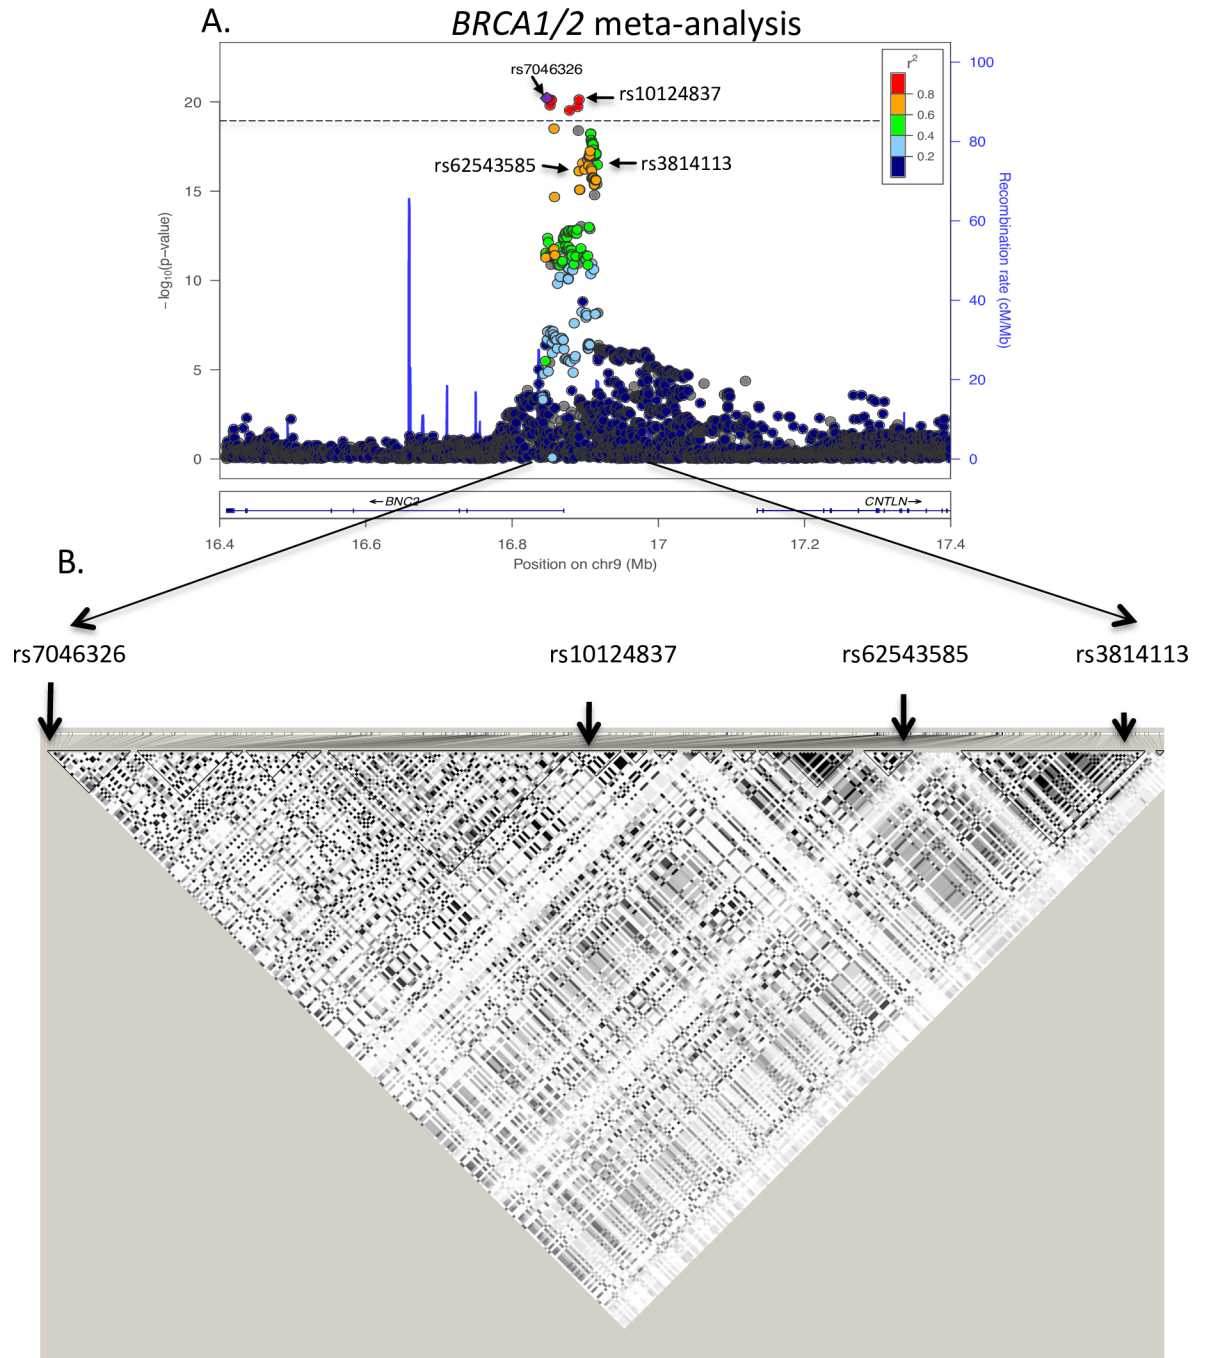 A.
BRCA1/2 meta-analysis
rs7046326
rs10124837
rs62543585
rs3814113
r2
0.8
0.6
0.4
0.2
20
15
10
5
0
− log10(p−value)
100
80
60
40
20
0
Recombination rate (cM/Mb)
←BNC2
CNTLN→
16.4 16.6 16.8 17 17.2 17.4
Position on chr9 (Mb)
B.
rs7046326 rs10124837 rs62543585 rs3814113